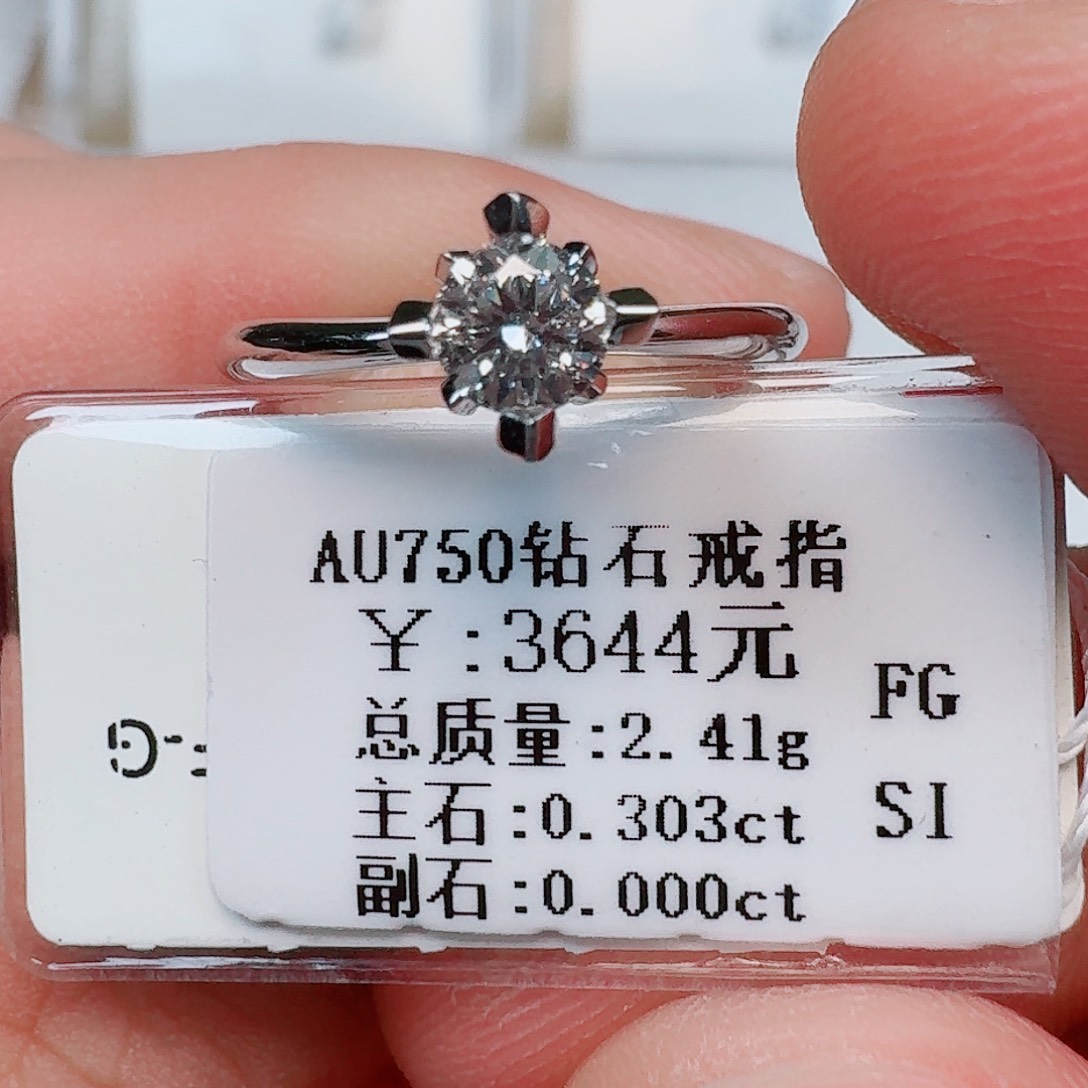 AU750钻石戒指
￥:3644元
总质量:2.41g
主石:0.303ct
副石:0.000ct
FG
SI